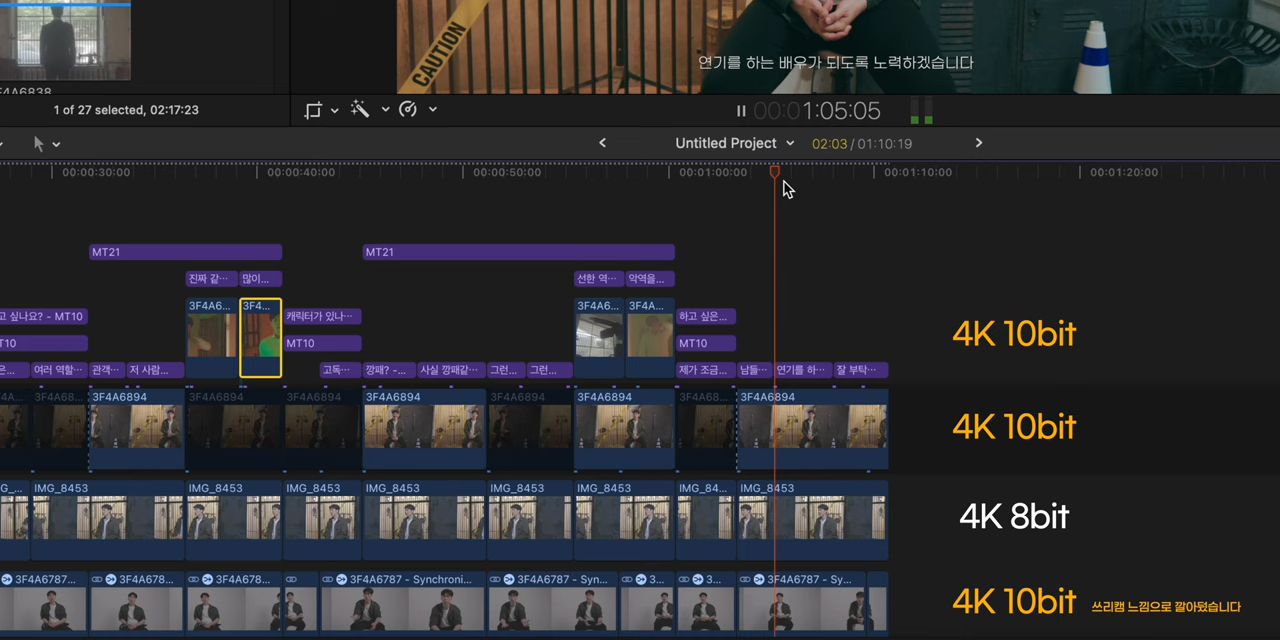 CAUTION
연기를 하는 배우가 되도록 노력하겠습니다
1 of 27 selected, 02:17:23
00:00:01:05:05
Untitled Project
02:03 / 01:10:19
00:00:30:00
00:00:40:00
00:00:50:00
00:01:00:00
00:01:10:00
00:01:20:00
MT21
MT21
진짜 같…
많이…
선한 역…
악역을…
3F4A6...
3F4...
3F4A6...
3F4A...
고 싶나요? - MT10
캐릭터가 있나…
하고 싶은…
MT10
MT10
4K 10bit
여러 역할…
관객…
저 사람…
고독…
깡패? -…
사실 깡패같…
그런…
그런…
제가 조금…
남들…
연기를 하…
잘 부탁…
3F4A68...
3F4A6894
3F4A6894
3F4A6894
3F4A6894
3F4A6894
3F4A6894
3F4A68...
3F4A6894
4K 10bit
IMG_8453
IMG_8453
IMG_8453
IMG_8453
IMG_8453
IMG_8453
IMG_84...
IMG_8453
4K 8bit
3F4A6787...
3F4A678...
3F4A678...
3F4A6787 - Synchroni...
3F4A6787 - Syn...
3...
3...
3F4A6787 - Sy...
4K 10bit 쓰리캠 느낌으로 깔아뒀습니다